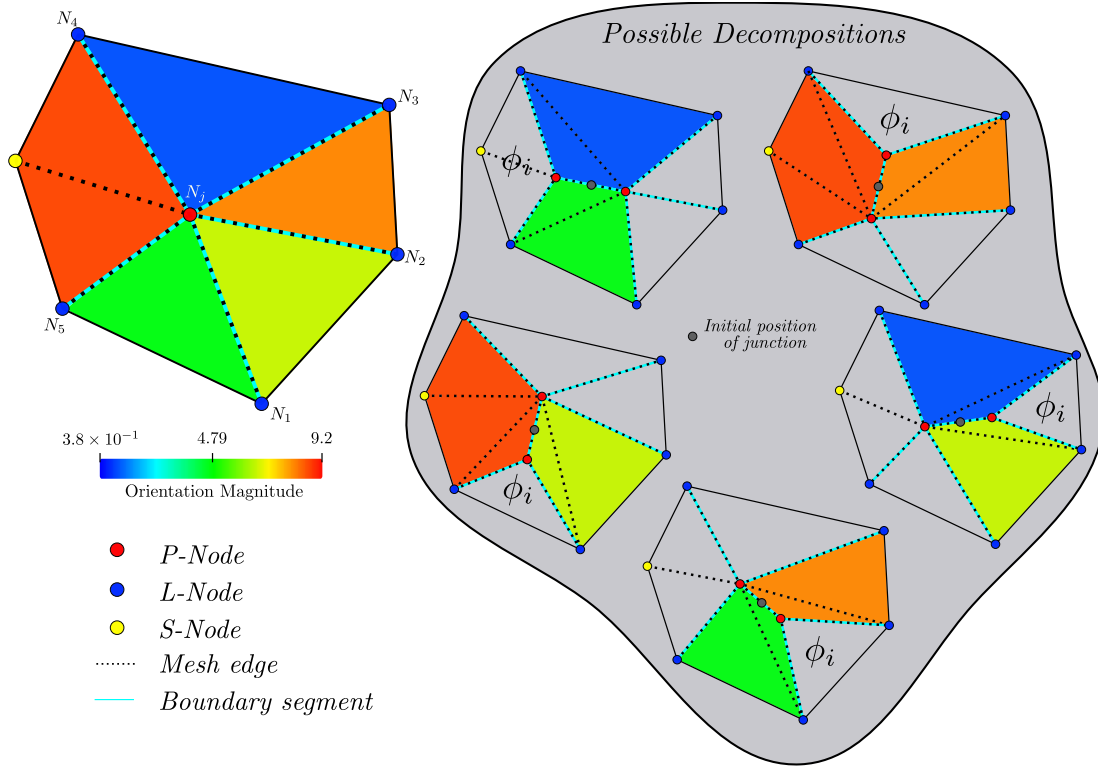 N₄
N₃
N_j
N₂
N₅
N₁
3.8 × 10⁻¹ 4.79 9.2
Orientation Magnitude
P-Node
L-Node
S-Node
Mesh edge
Boundary segment
Possible Decompositions
ϕᵢ
ϕᵢ
Initial position
of junction
ϕᵢ
ϕᵢ
ϕᵢ